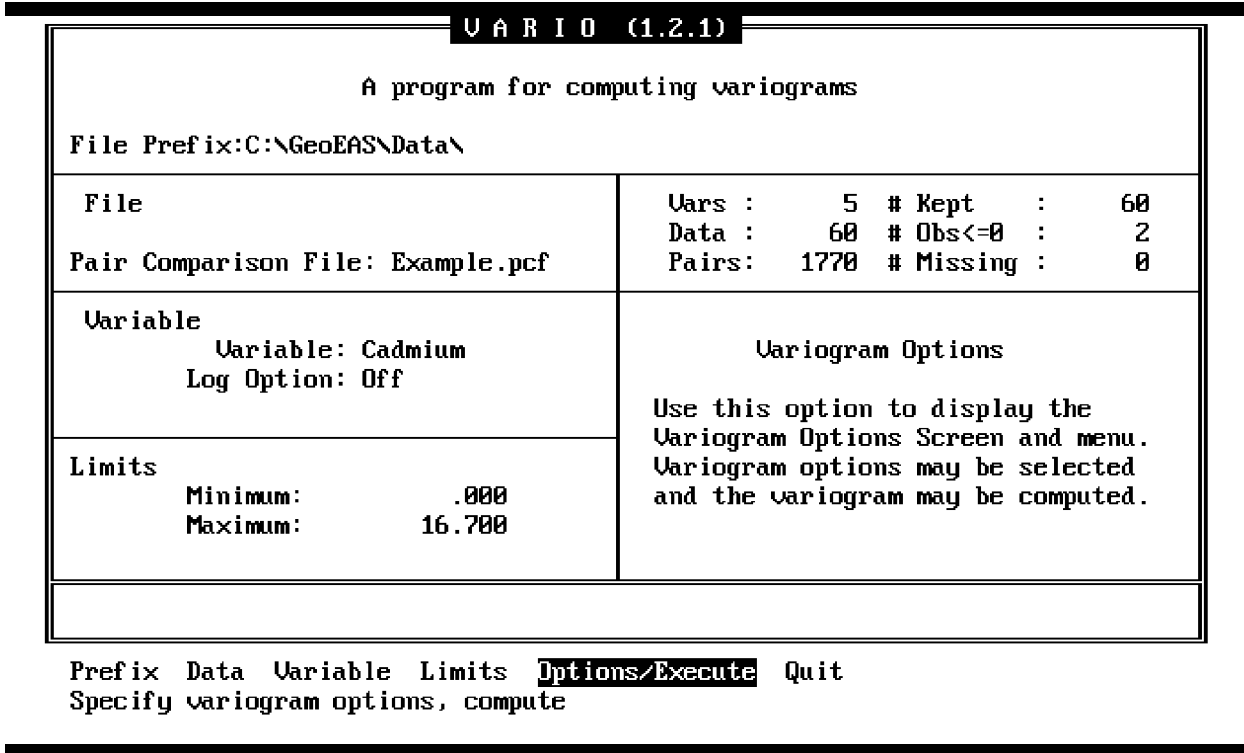 V A R I O (1.2.1)
A program for computing variograms
File Prefix:C:\GeoEAS\Data\
File
Pair Comparison File: Example.pcf
Vars : 5 # Kept : 60
Data : 60 # Obs<=0 : 2
Pairs: 1770 # Missing : 0
Variable
Variable: Cadmium
Log Option: Off
Limits
Minimum: .000
Maximum: 16.700
Variogram Options
Use this option to display the
Variogram Options Screen and menu.
Variogram options may be selected
and the variogram may be computed.
Prefix Data Variable Limits Options/Execute Quit
Specify variogram options, compute